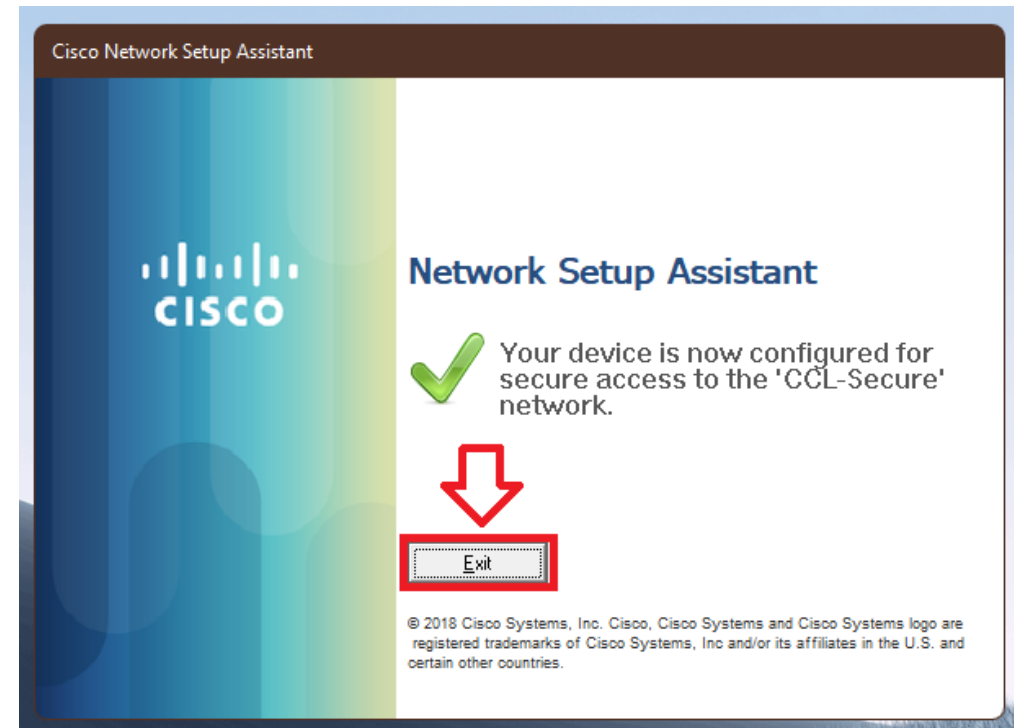 Cisco Network Setup Assistant
CISCO
Network Setup Assistant
Your device is now configured for
secure access to the 'CCL-Secure'
network.
Exit
© 2018 Cisco Systems, Inc. Cisco, Cisco Systems and Cisco Systems logo are
registered trademarks of Cisco Systems, Inc and/or its affiliates in the U.S. and
certain other countries.